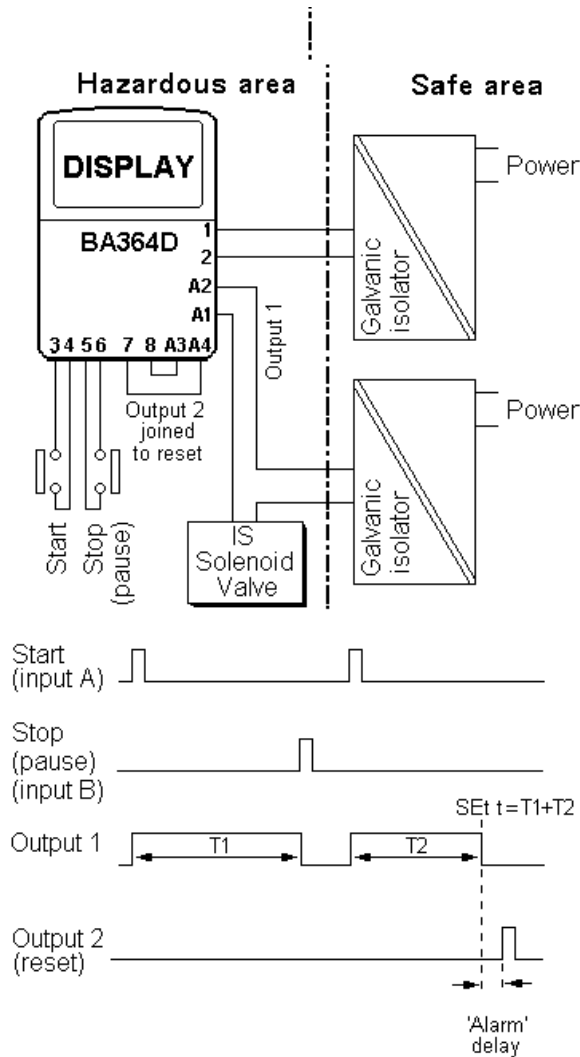 Hazardous area
Safe area
DISPLAY
BA364D
1
2
A2
A1
3 4 5 6 7 8 A3 A4
Output 2
joined
to reset
Start
Stop
(pause)
Output 1
IS
Solenoid
Valve
Galvanic
isolator
Power
Galvanic
isolator
Power
Start
(input A)
Stop
(pause)
(input B)
SEt t=T1+T2
Output 1
T1
T2
Output 2
(reset)
'Alarm'
delay